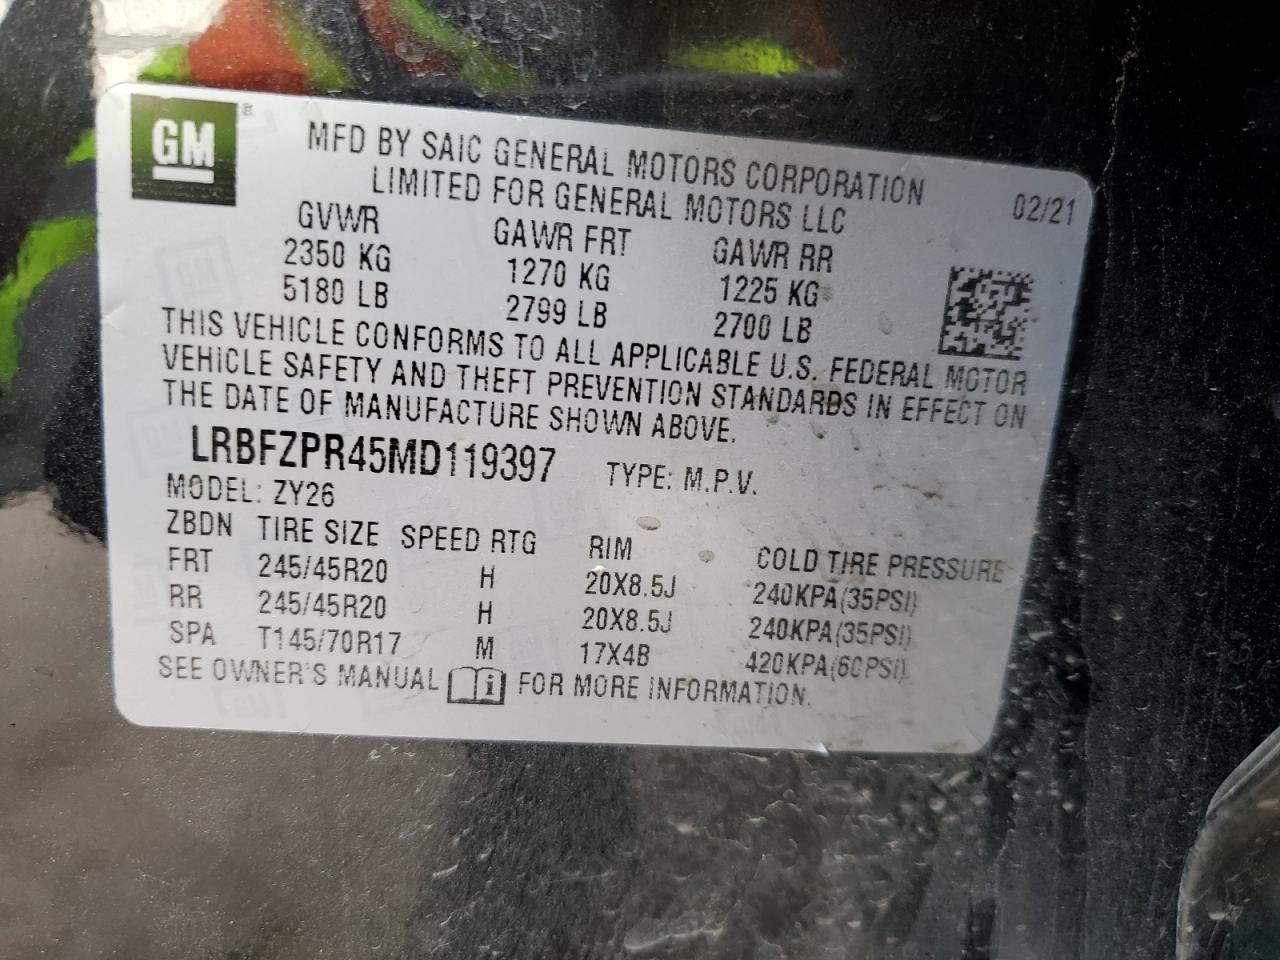 GM ®
MFD BY SAIC GENERAL MOTORS CORPORATION
LIMITED FOR GENERAL MOTORS LLC
02/21
GVWR GAWR FRT GAWR RR
2350 KG 1270 KG 1225 KG
5180 LB 2799 LB 2700 LB
THIS VEHICLE CONFORMS TO ALL APPLICABLE U.S. FEDERAL MOTOR
VEHICLE SAFETY AND THEFT PREVENTION STANDARDS IN EFFECT ON
THE DATE OF MANUFACTURE SHOWN ABOVE.
LRBFZPR45MD119397 TYPE: M.P.V.
MODEL: ZY26
ZBDN TIRE SIZE SPEED RTG RIM COLD TIRE PRESSURE
FRT 245/45R20 H 20X8.5J 240KPA(35PSI)
RR 245/45R20 H 20X8.5J 240KPA(35PSI)
SPA T145/70R17 M 17X4B 420KPA(60PSI)
SEE OWNER'S MANUAL i FOR MORE INFORMATION.